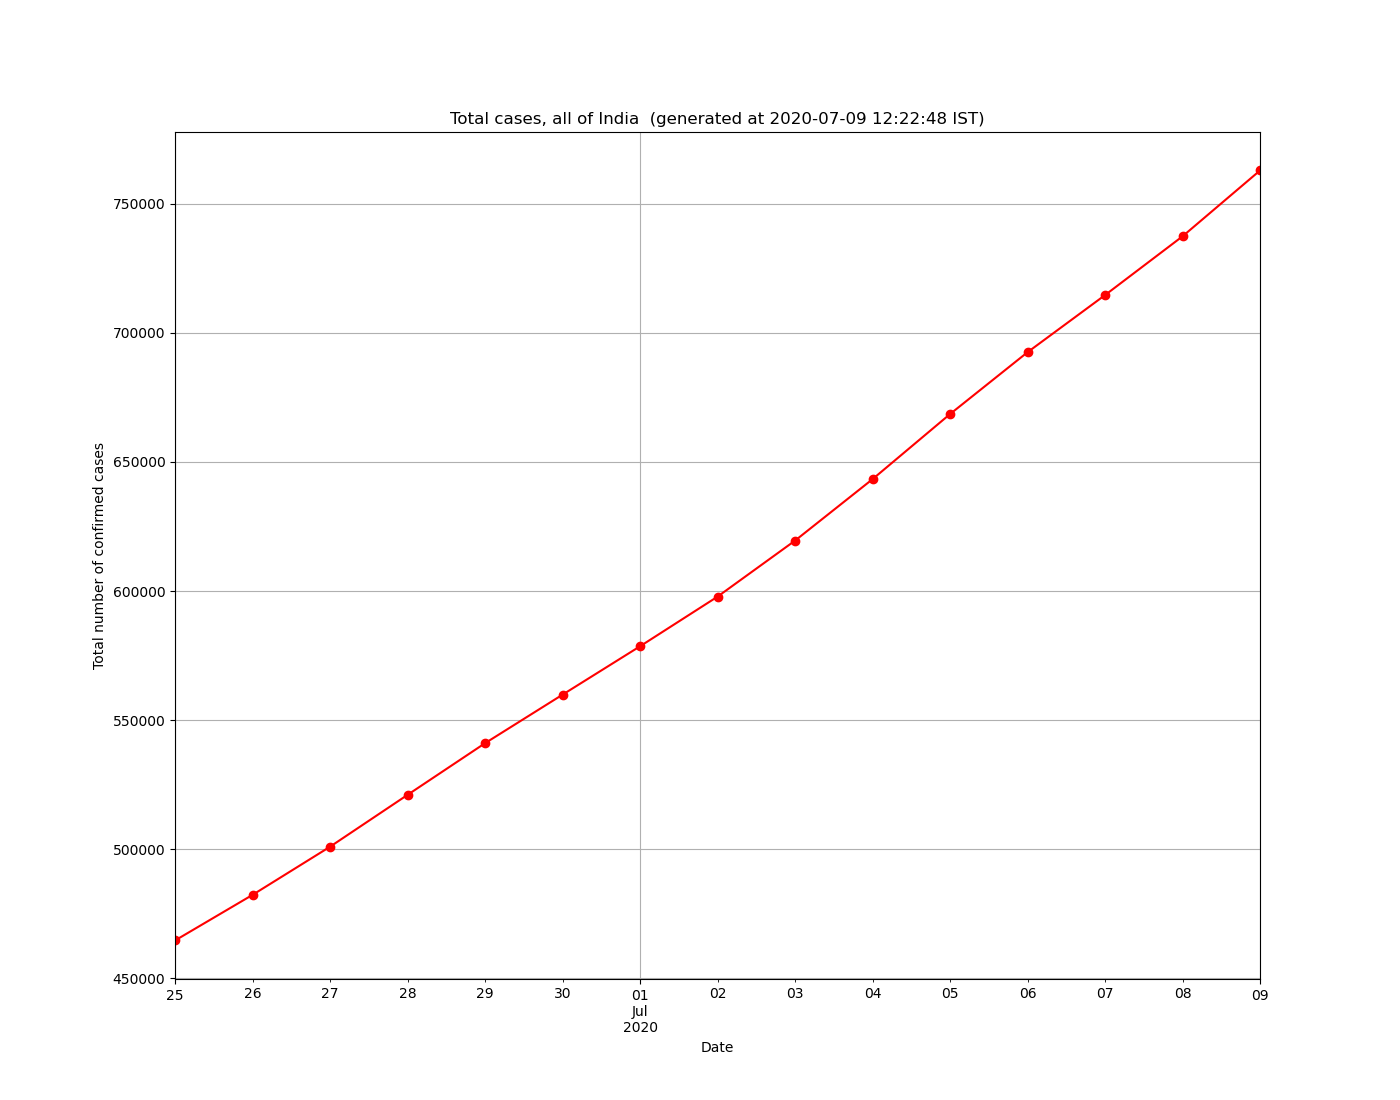 Total cases, all of India  (generated at 2020-07-09 12:22:48 IST)
750000
700000
650000
600000
550000
500000
450000
Total number of confirmed cases
25 26 27 28 29 30 01 02 03 04 05 06 07 08 09
Jul
2020
Date